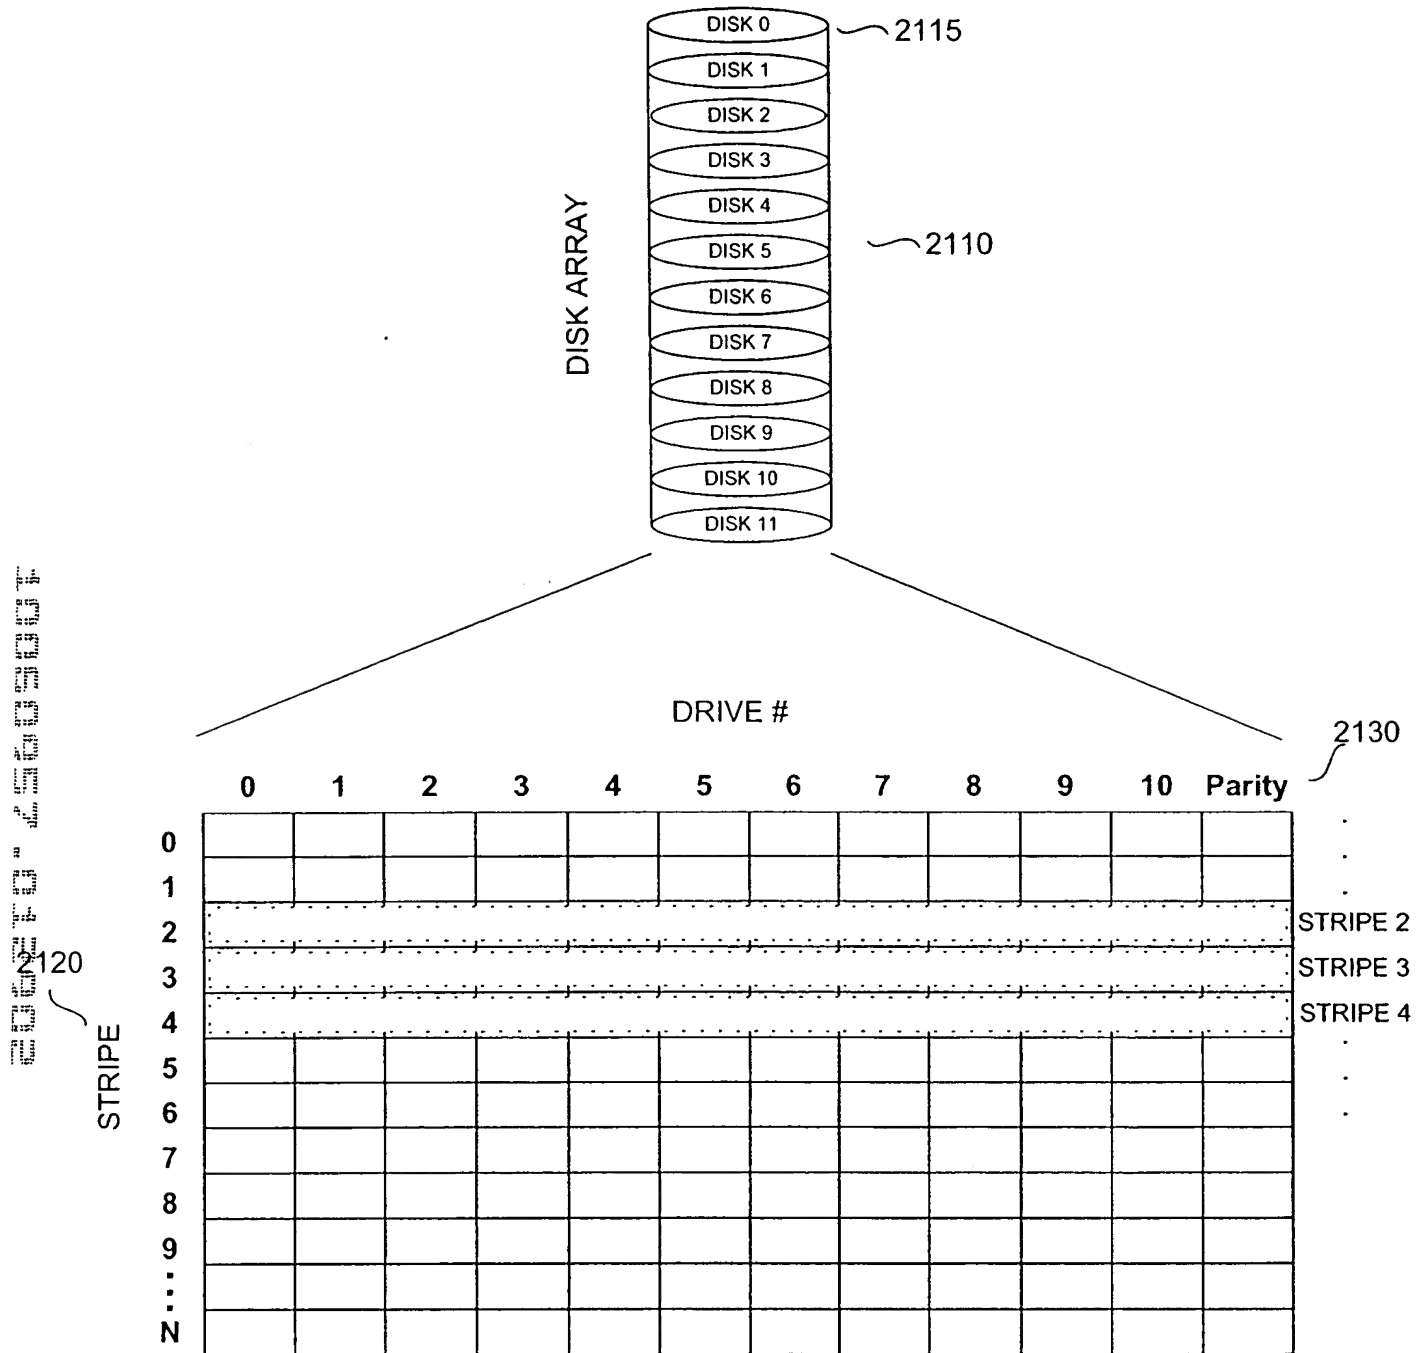 DISK 0
2115
DISK 1
DISK 2
DISK 3
DISK 4
DISK 5
2110
DISK 6
DISK 7
DISK 8
DISK 9
DISK 10
DISK 11
DISK ARRAY
DRIVE #
2130
0 1 2 3 4 5 6 7 8 9 10 Parity
0
1
2 STRIPE 2
3 STRIPE 3
4 STRIPE 4
5
6
7
8
9
N
2120
STRIPE
10050957.011902